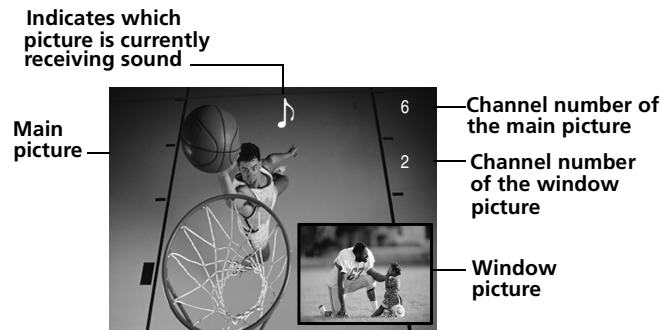 Indicates which
picture is currently
receiving sound
Main
picture
6
Channel number of
the main picture
2
Channel number
of the window
picture
Window
picture